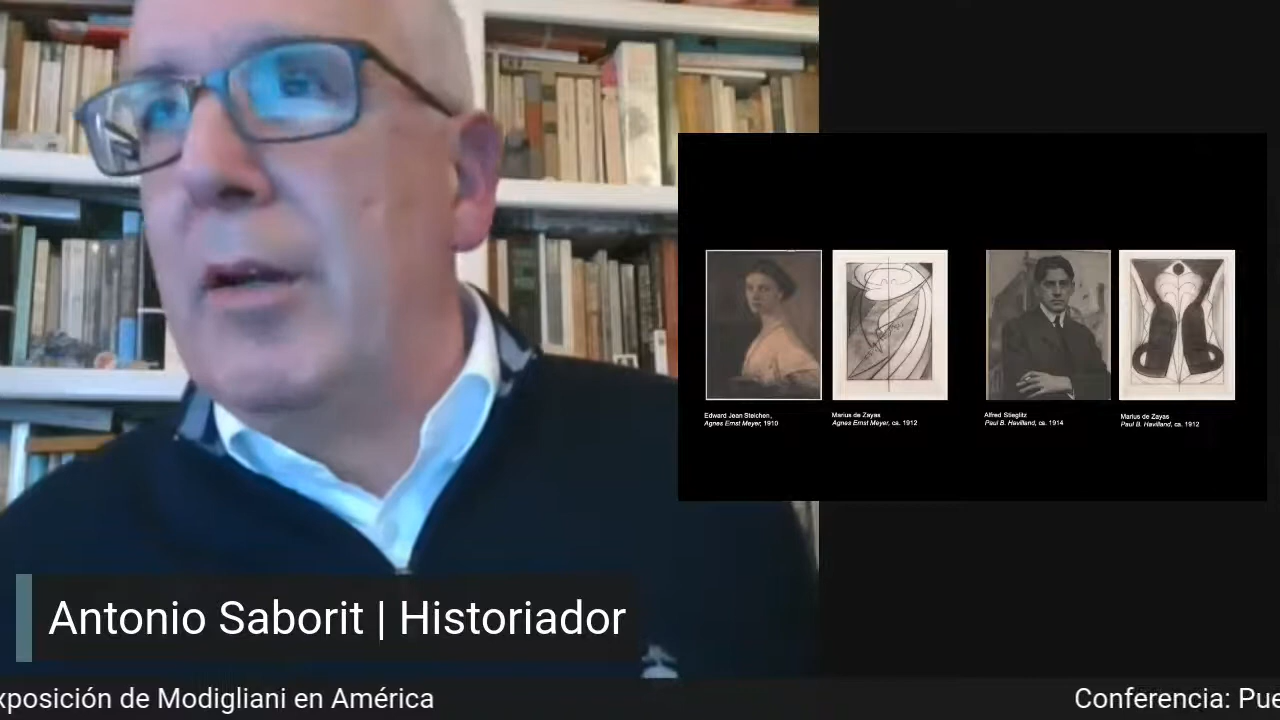 Edward Jean Steichen,
Agnes Ernst Meyer, 1910
Marius de Zayas
Agnes Ernst Meyer, ca. 1912
Alfred Stieglitz
Paul B. Haviland, ca. 1914
Marius de Zayas
Paul B. Haviland, ca. 1912
Antonio Saborit | Historiador
xposición de Modigliani en América
Conferencia: Pue